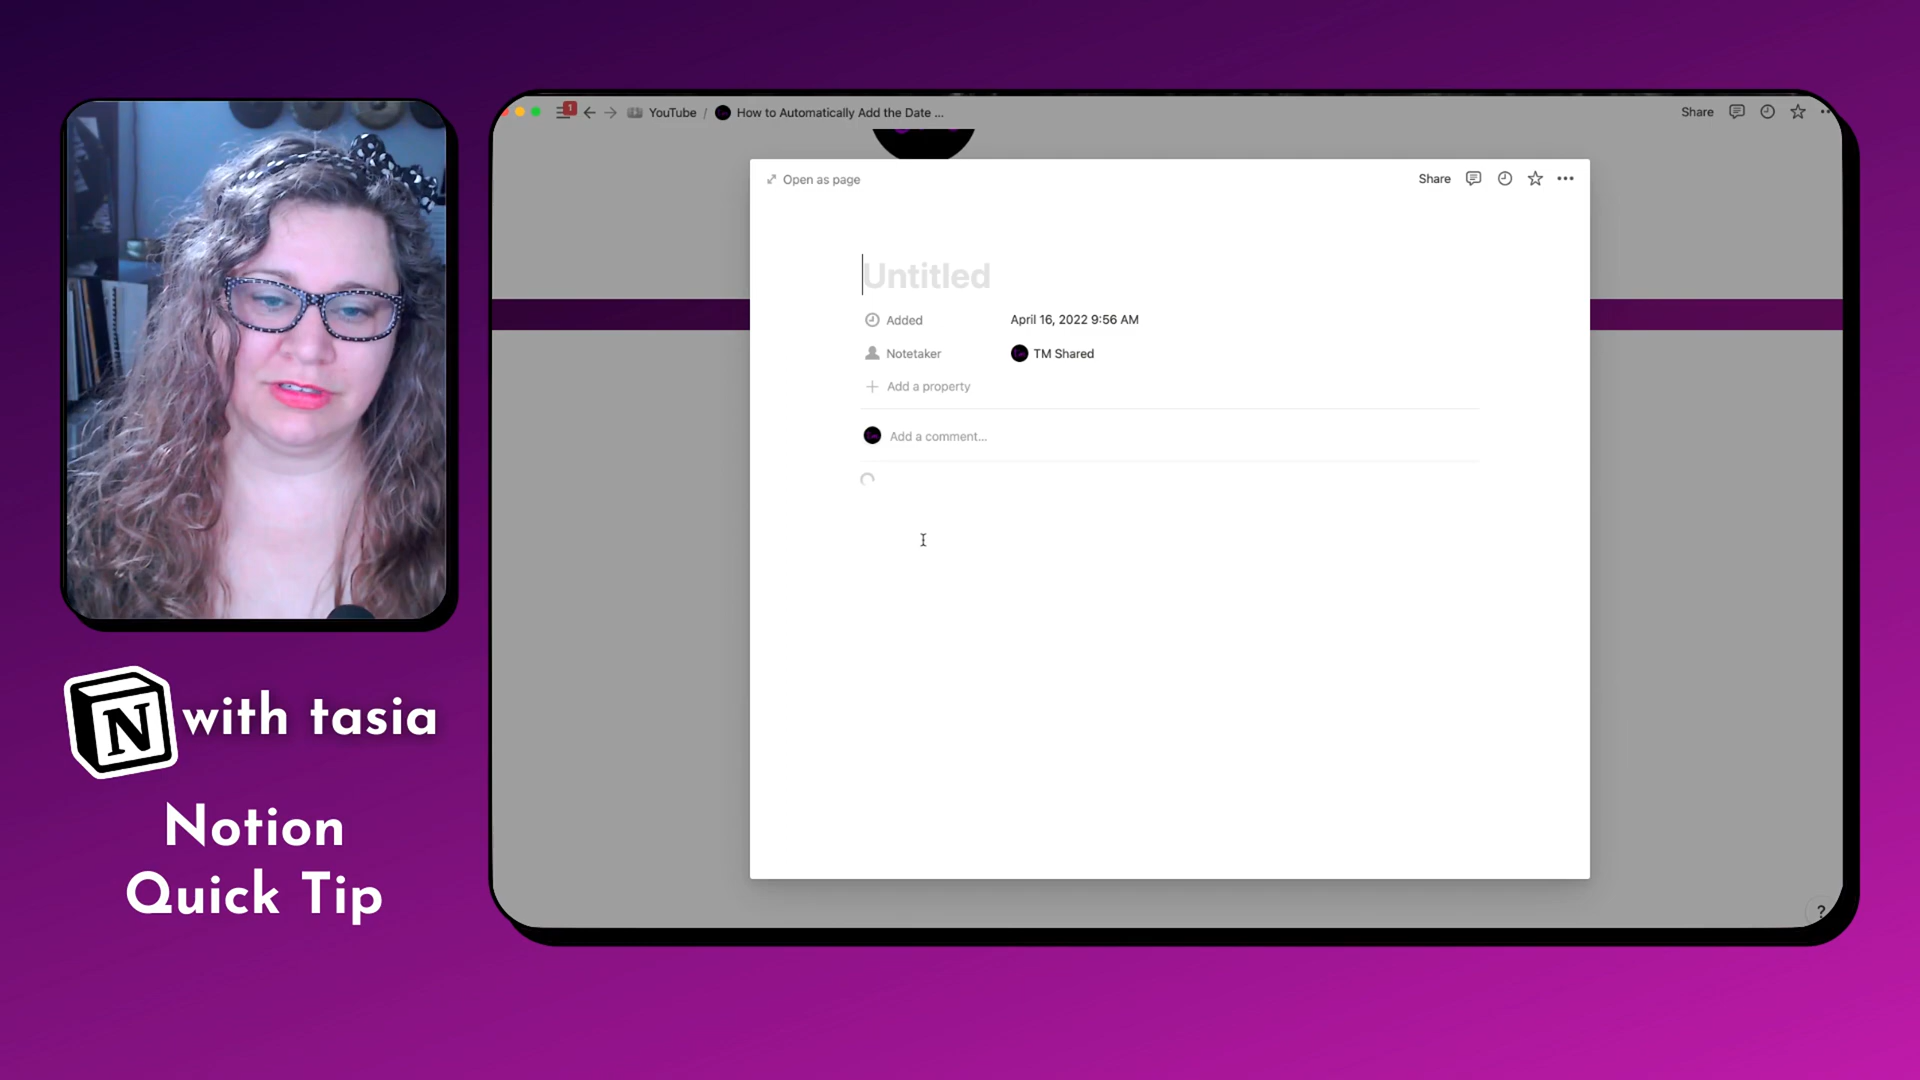 1
YouTube / How to Automatically Add the Date ...
Share
Open as page
Share
Untitled
Added April 16, 2022 9:56 AM
Notetaker TM Shared
Add a property
Add a comment...
?
N with tasia
Notion
Quick Tip